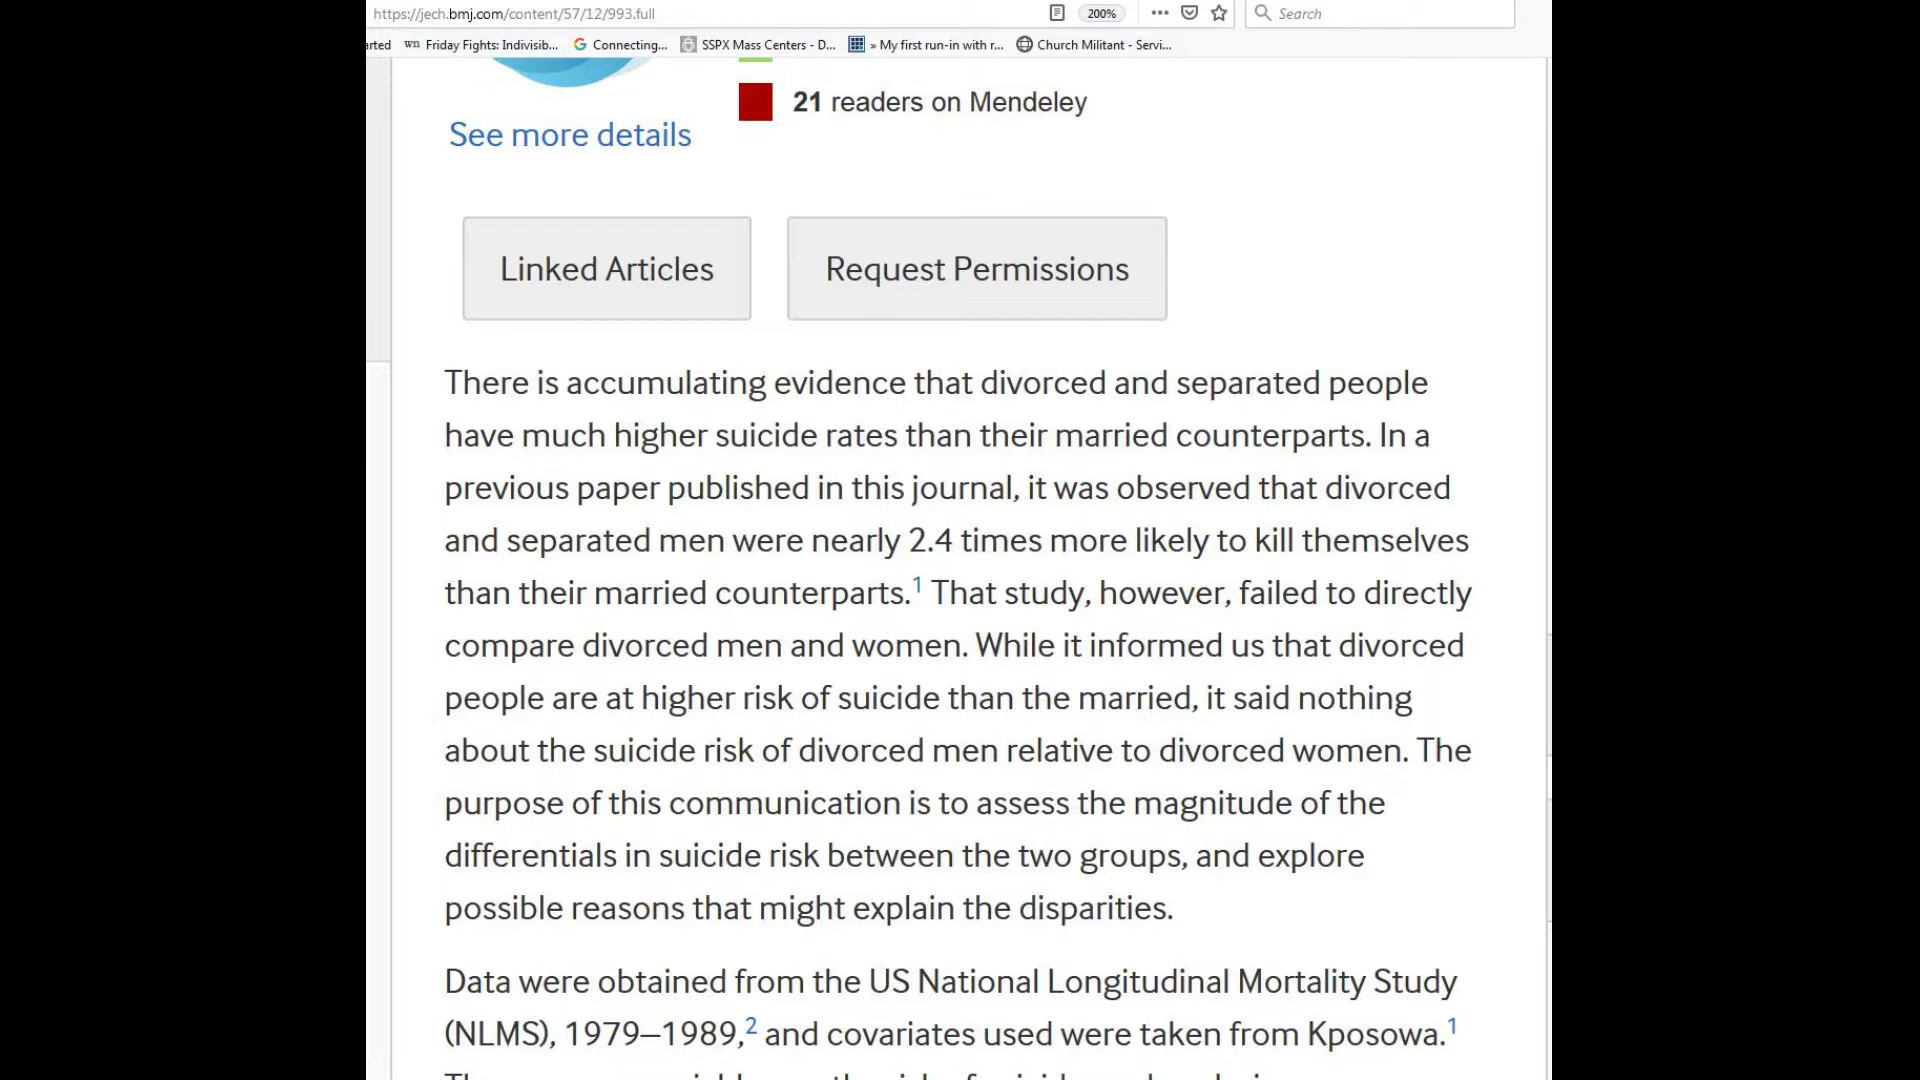 https://jech.bmj.com/content/57/12/993.full 200% Search
arted Friday Fights: Indivisib... Connecting... SSPX Mass Centers - D... » My first run-in with r... Church Militant - Servi...
21 readers on Mendeley
See more details
Linked Articles Request Permissions
There is accumulating evidence that divorced and separated people
have much higher suicide rates than their married counterparts. In a
previous paper published in this journal, it was observed that divorced
and separated men were nearly 2.4 times more likely to kill themselves
than their married counterparts.1 That study, however, failed to directly
compare divorced men and women. While it informed us that divorced
people are at higher risk of suicide than the married, it said nothing
about the suicide risk of divorced men relative to divorced women. The
purpose of this communication is to assess the magnitude of the
differentials in suicide risk between the two groups, and explore
possible reasons that might explain the disparities.
Data were obtained from the US National Longitudinal Mortality Study
(NLMS), 1979–1989,2 and covariates used were taken from Kposowa.1